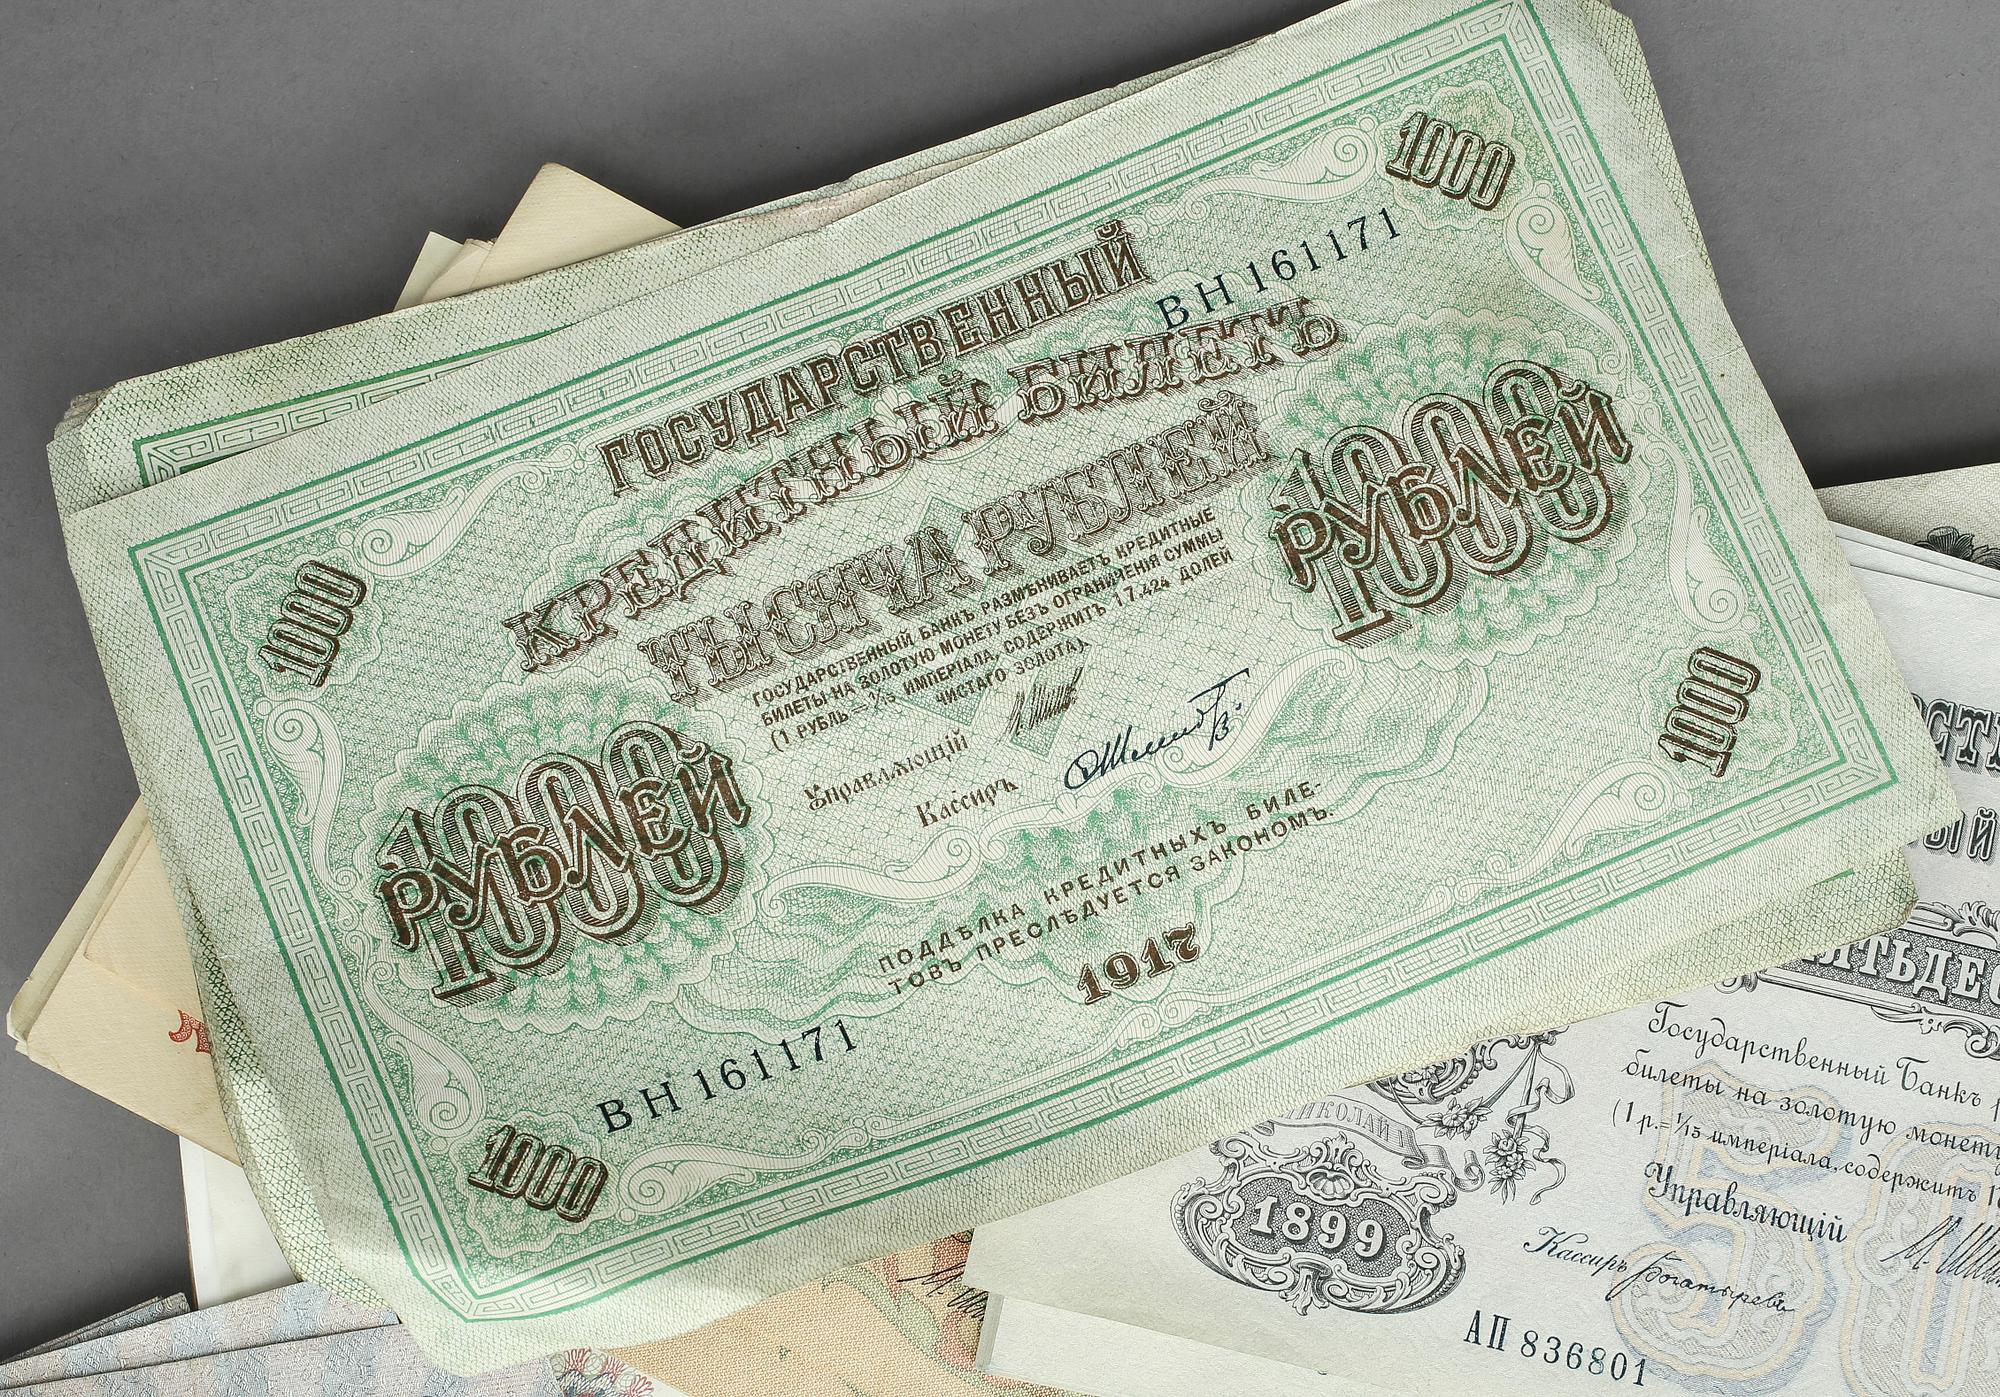 1000
ВН 161171
ГОСУДАРСТВЕННЫЙ
КРЕДИТНЫЙ БИЛЕТЪ
ТЫСЯЧА РУБЛЕЙ
1000
РУБЛЕЙ
1000
ГОСУДАРСТВЕННЫЙ БАНКЪ РАЗМѢНИВАЕТЪ КРЕДИТНЫЕ
БИЛЕТЫ НА ЗОЛОТУЮ МОНЕТУ БЕЗЪ ОГРАНИЧЕНІЯ СУММЫ
(1 РУБЛЬ = 1/15 ИМПЕРІАЛА, СОДЕРЖИТЪ 17.424 ДОЛЕЙ
ЧИСТАГО ЗОЛОТА).
Управляющій
Кассиръ
1000
РУБЛЕЙ
1000
ПОДДѢЛКА КРЕДИТНЫХЪ БИЛЕ-
ТОВЪ ПРЕСЛѢДУЕТСЯ ЗАКОНОМЪ.
1917
ВН 161171
1000
Государственный Банкъ
билеты на золотую
(1 р. = 1/15 имперіала, содержитъ
Управляющій
Кассиръ
НИКОЛАЙ II
1899
АП 836801